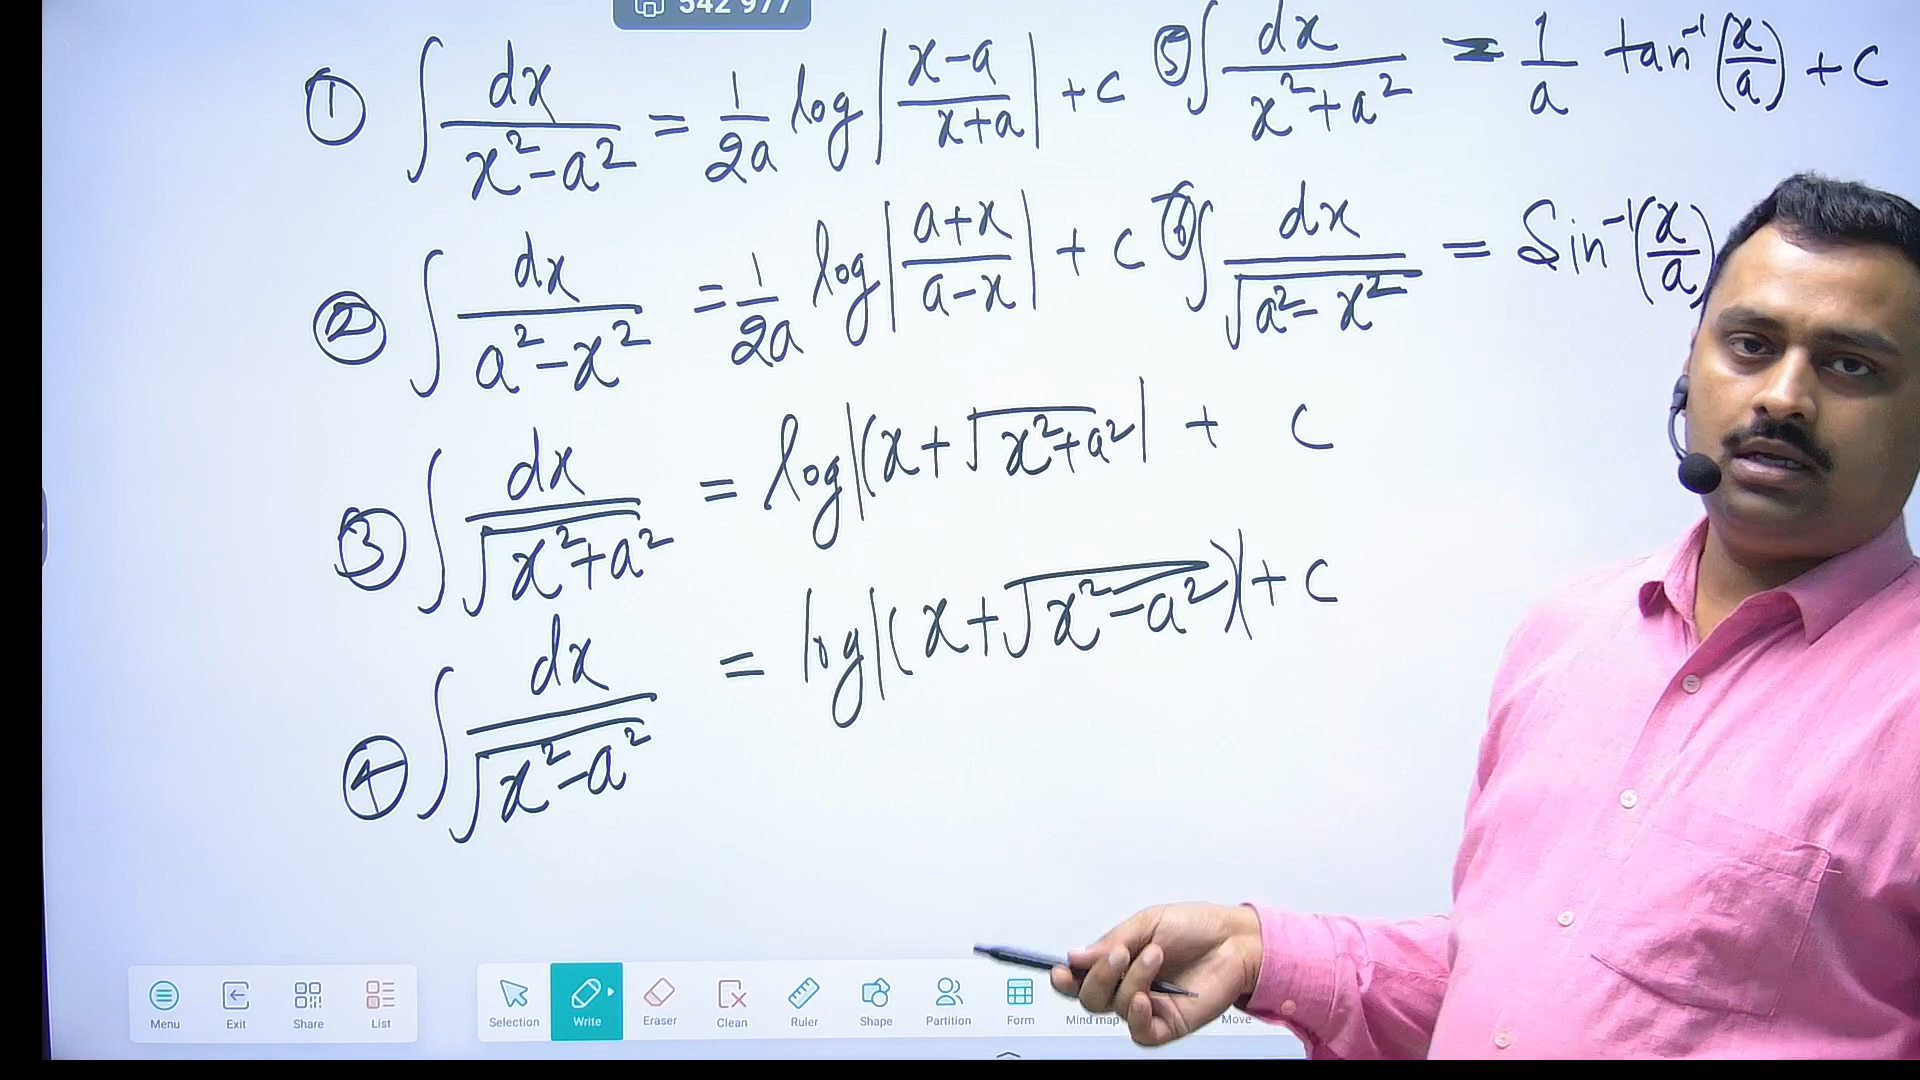 542 977
① ∫ dx/(x²-a²) = 1/2a log|(x-a)/(x+a)| + c
⑤ ∫ dx/(x²+a²) = 1/a tan⁻¹(x/a) + c
② ∫ dx/(a²-x²) = 1/2a log|(a+x)/(a-x)| + c
⑥ ∫ dx/√(a²-x²) = Sin⁻¹(x/a)
③ ∫ dx/√(x²+a²) = log|(x+√(x²+a²)| + c
④ ∫ dx/√(x²-a²) = log|(x+√(x²-a²))| + c
Menu Exit Share List Selection Write Eraser Clean Ruler Shape Partition Form Mind map Move